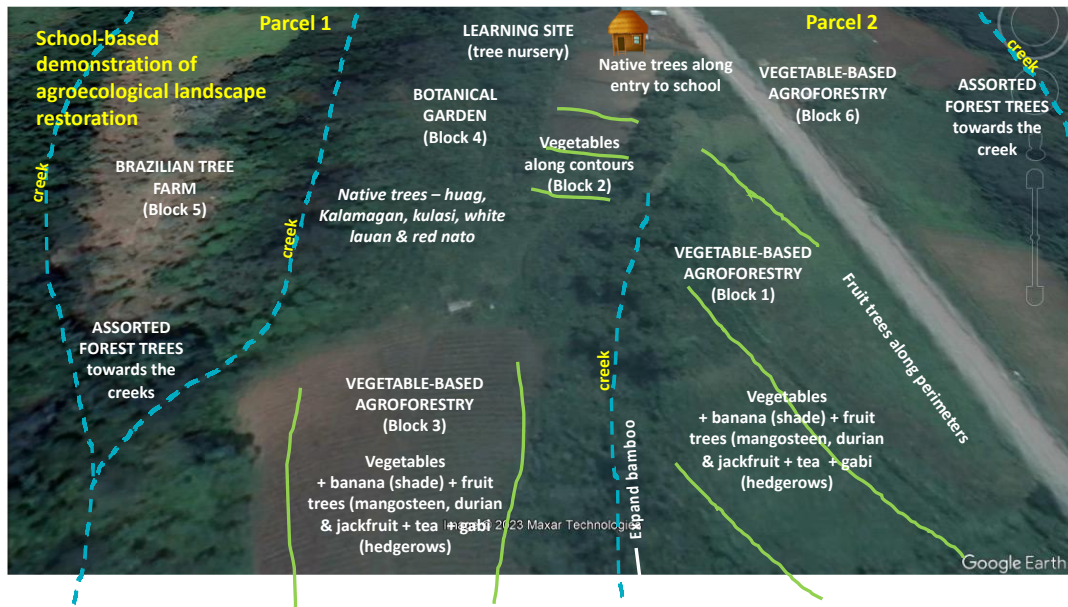 School-based
demonstration of
agroecological landscape
restoration
Parcel 1
LEARNING SITE
(tree nursery)
Native trees along
entry to school
Parcel 2
VEGETABLE-BASED
AGROFORESTRY
(Block 6)
creek
ASSORTED
FOREST TREES
towards the
creek
BOTANICAL
GARDEN
(Block 4)
Vegetables
along contours
(Block 2)
creek
BRAZILIAN TREE
FARM
(Block 5)
Native trees – huag,
Kalamagan, kulasi, white
lauan & red nato
creek
VEGETABLE-BASED
AGROFORESTRY
(Block 1)
Fruit trees along perimeters
ASSORTED
FOREST TREES
towards the
creeks
creek
VEGETABLE-BASED
AGROFORESTRY
(Block 3)
Vegetables
+ banana (shade) + fruit
trees (mangosteen, durian
& jackfruit + tea + gabi
(hedgerows)
Vegetables
+ banana (shade) + fruit
trees (mangosteen, durian
& jackfruit + tea + gabi
(hedgerows)
Expand bamboo
© 2023 Maxar Technologies
Google Earth